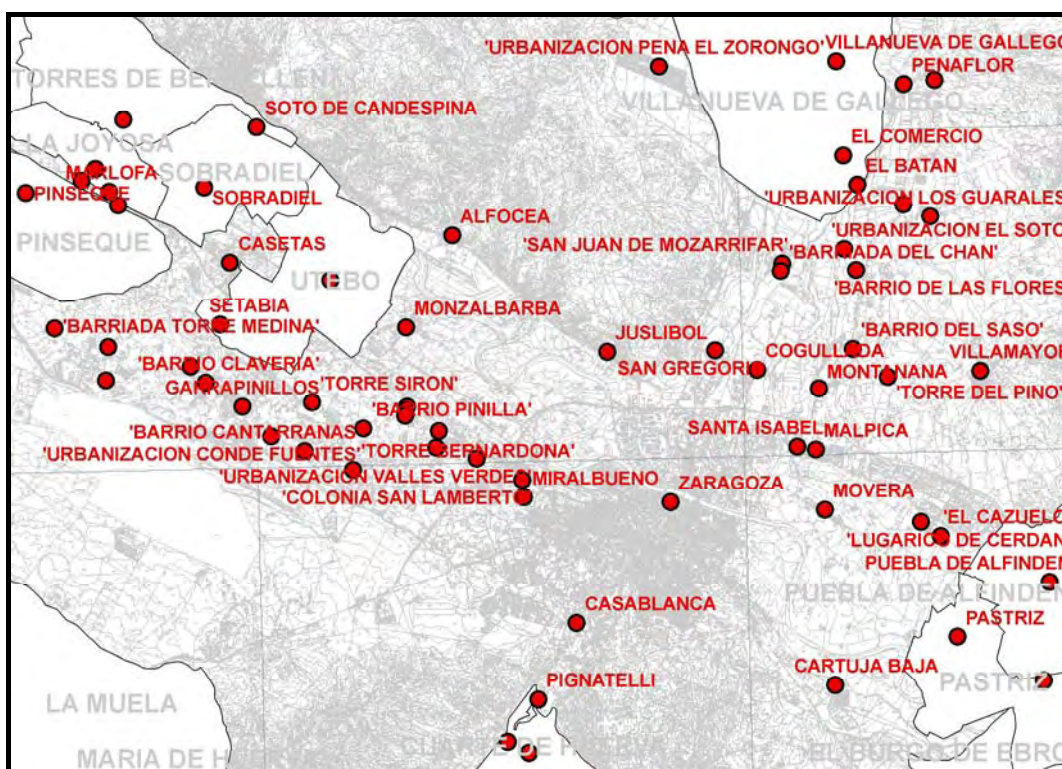 'URBANIZACION PENA EL ZORONGO'
VILLANUEVA DE GALLEGO
PENAFLOR
TORRES DE
VILLANUEVA DE GALLEGO
SOTO DE CANDESPINA
LA JOYOSA
EL COMERCIO
MARLOFA
SOBRADIEL
EL BATAN
PINSEQUE
SOBRADIEL
'URBANIZACION LOS GUARALES
ALFOCEA
'URBANIZACION EL SOTO
PINSEQUE
CASETAS
'SAN JUAN DE MOZARRIFAR'
'BARRIADA DEL CHAN'
UTEBO
'BARRIO DE LAS FLORES
SETABIA
MONZALBARBA
'BARRIADA TORRE MEDINA'
JUSLIBOL
'BARRIO DEL SASO'
COGULLADA
VILLAMAYOR
'BARRIO CLAVERIA'
SAN GREGORI
MONTANANA
GARRAPINILLOS
'TORRE SIRON'
'TORRE DEL PINO'
'BARRIO PINILLA'
'BARRIO CANTARRANAS
SANTA ISABEL
MALPICA
'URBANIZACION CONDE FUENTES'
'TORRE BERNARDONA'
'URBANIZACION VALLES VERDES'
MIRALBUENO
'COLONIA SAN LAMBERTO
ZARAGOZA
MOVERA
'EL CAZUELO
'LUGARICO DE CERDAN
PUEBLA DE ALFINDEN
PUEBLA DE ALFINDEN
CASABLANCA
PASTRIZ
CARTUJA BAJA
PIGNATELLI
PASTRIZ
LA MUELA
MARIA DE HUERVA
CUARTE DE HUERVA
EL BURGO DE EBRO